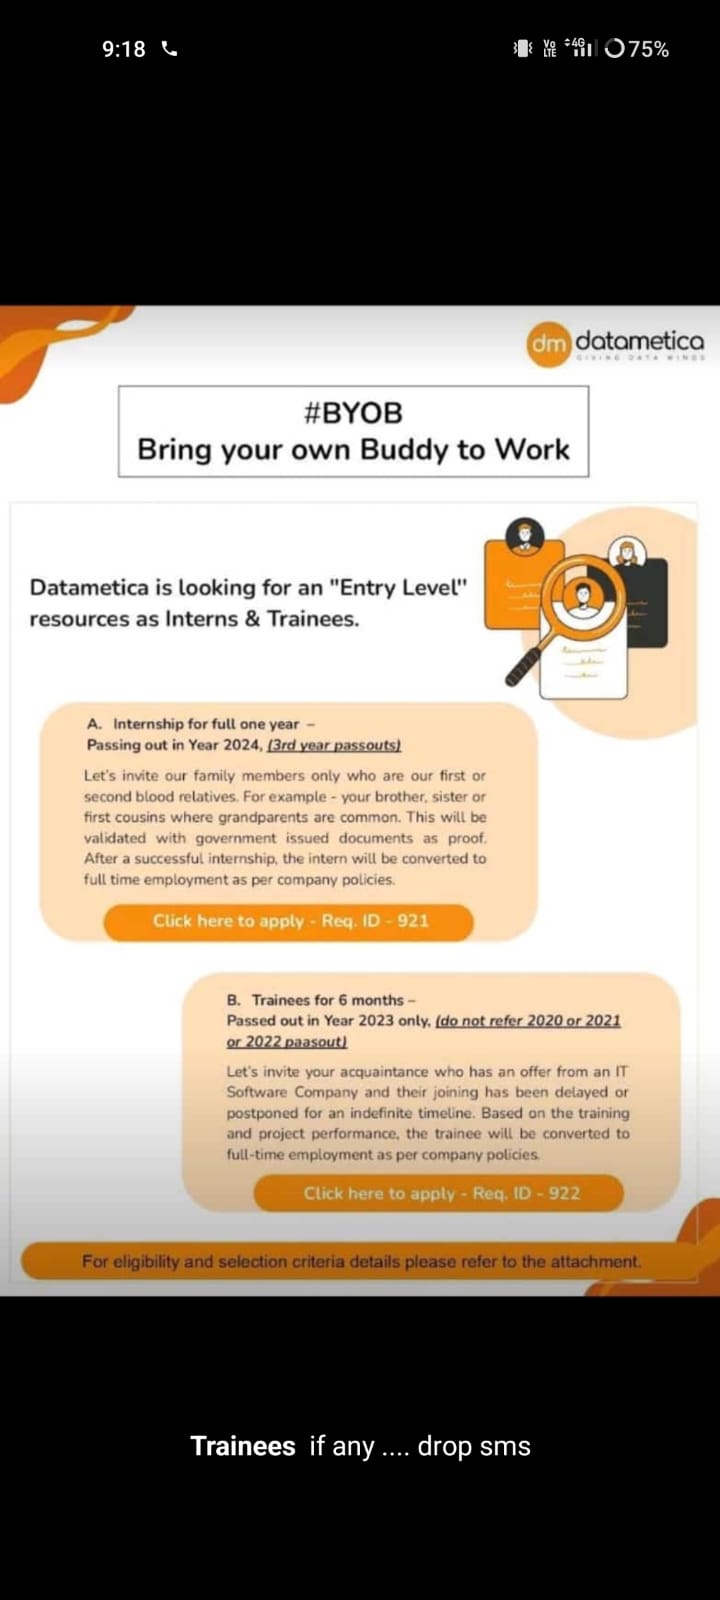 9:18
Vo
LTE
4G
75%
dm datametica
GIVING DATA WINGS
#BYOB
Bring your own Buddy to Work
Datametica is looking for an "Entry Level"
resources as Interns & Trainees.
A. Internship for full one year –
Passing out in Year 2024, (3rd year passouts)
Let's invite our family members only who are our first or
second blood relatives. For example - your brother, sister or
first cousins where grandparents are common. This will be
validated with government issued documents as proof.
After a successful internship, the intern will be converted to
full time employment as per company policies.
Click here to apply - Req. ID - 921
B. Trainees for 6 months –
Passed out in Year 2023 only, (do not refer 2020 or 2021
or 2022 paasout)
Let's invite your acquaintance who has an offer from an IT
Software Company and their joining has been delayed or
postponed for an indefinite timeline. Based on the training
and project performance, the trainee will be converted to
full-time employment as per company policies.
Click here to apply - Req. ID - 922
For eligibility and selection criteria details please refer to the attachment.
Trainees if any .... drop sms